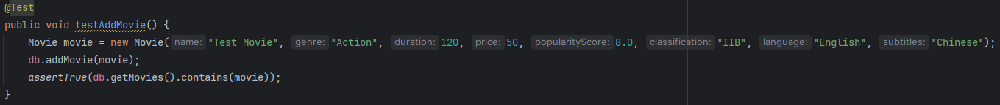 @Test
public void testAddMovie() {
    Movie movie = new Movie( name: "Test Movie", genre: "Action", duration: 120, price: 50, popularityScore: 8.0, classification: "IIB", language: "English", subtitles: "Chinese");
    db.addMovie(movie);
    assertTrue(db.getMovies().contains(movie));
}